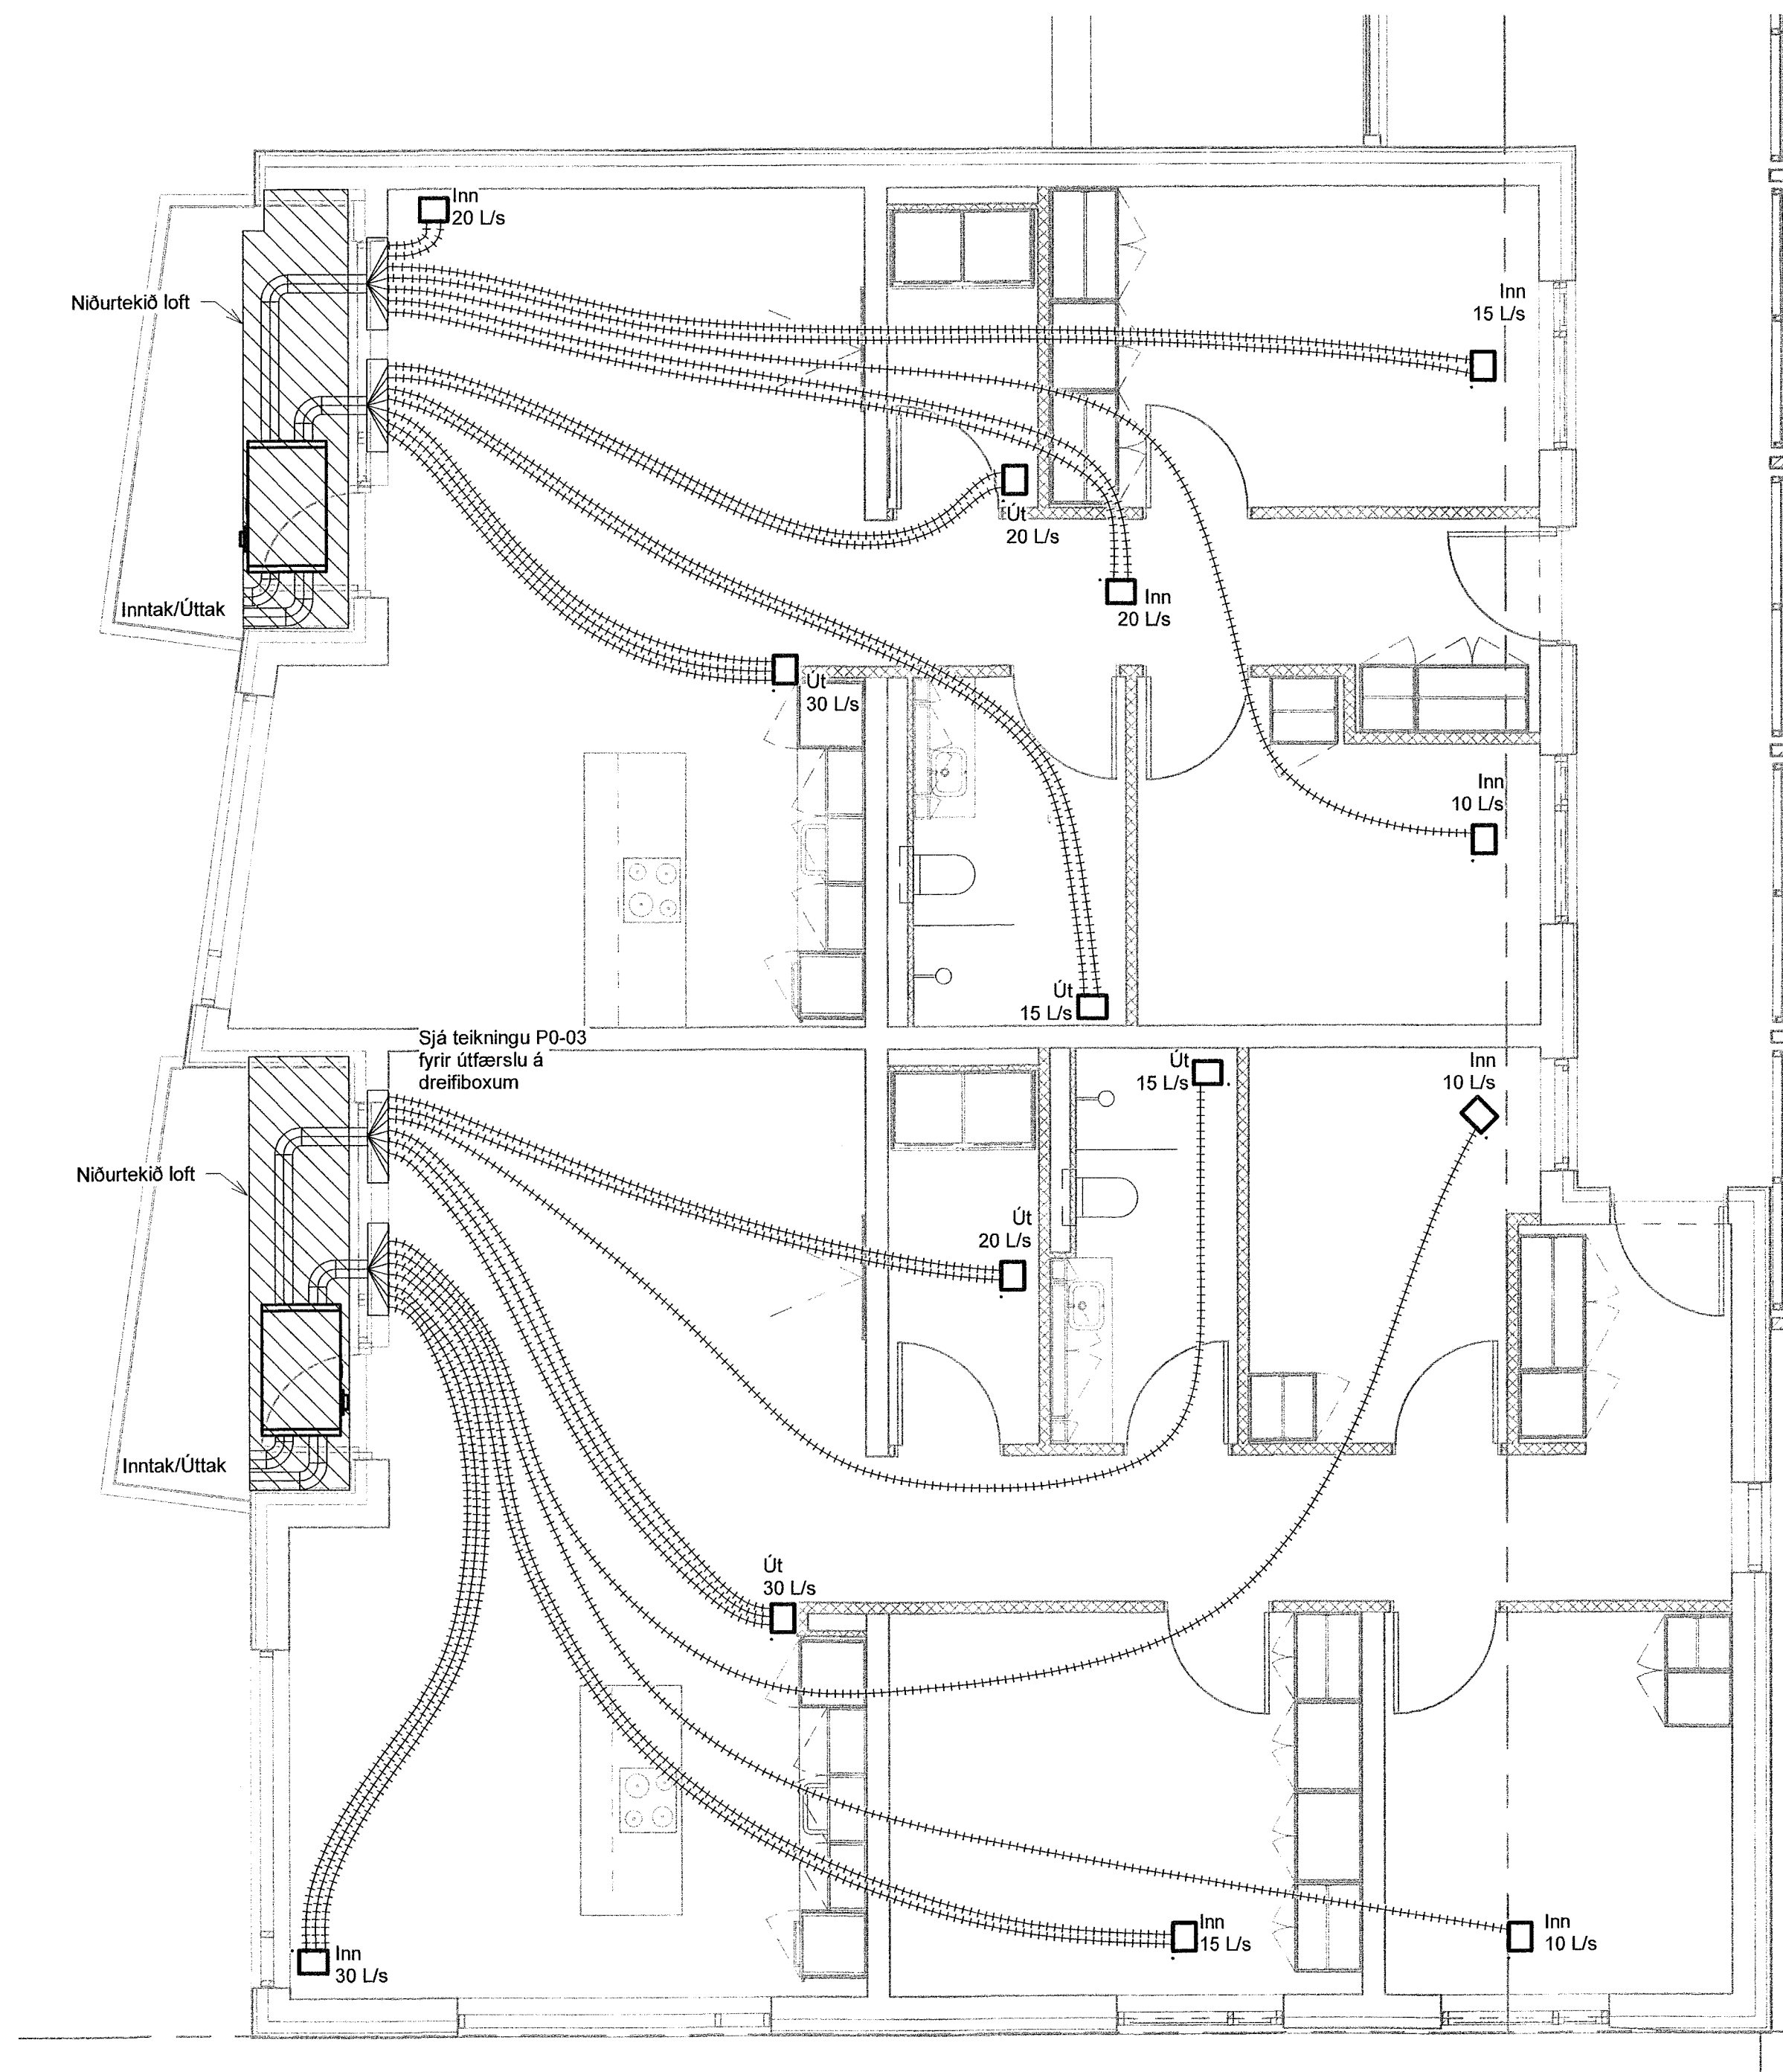 Inn
20 L/s
Niðurtekið loft
Inn
15 L/s
Út
20 L/s
Inn
20 L/s
Inntak/Úttak
Út
30 L/s
Inn
10 L/s
Út
15 L/s
Sjá teikningu P0-03
fyrir útfærslu á
dreifiboxum
Út
15 L/s
Inn
10 L/s
Niðurtekið loft
Út
20 L/s
Inntak/Úttak
Út
30 L/s
Inn
30 L/s
Inn
15 L/s
Inn
10 L/s